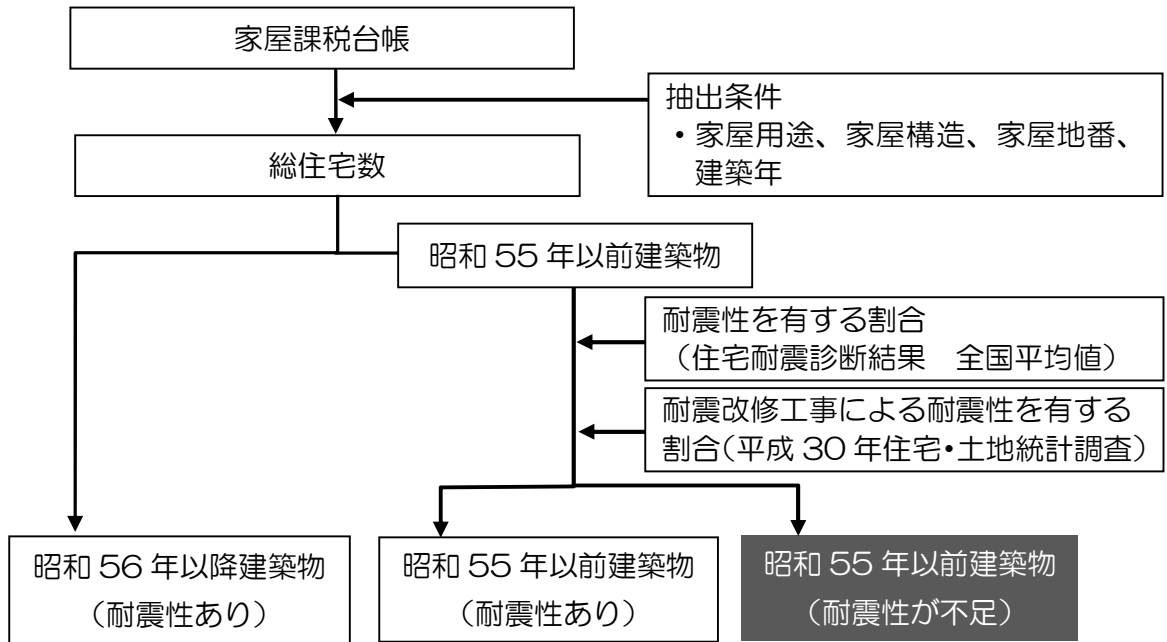 家屋課税台帳
抽出条件
・家屋用途、家屋構造、家屋地番、
建築年
総住宅数
昭和 55 年以前建築物
耐震性を有する割合
（住宅耐震診断結果　全国平均値）
耐震改修工事による耐震性を有する
割合（平成 30 年住宅・土地統計調査）
昭和 56 年以降建築物
（耐震性あり）
昭和 55 年以前建築物
（耐震性あり）
昭和 55 年以前建築物
（耐震性が不足）